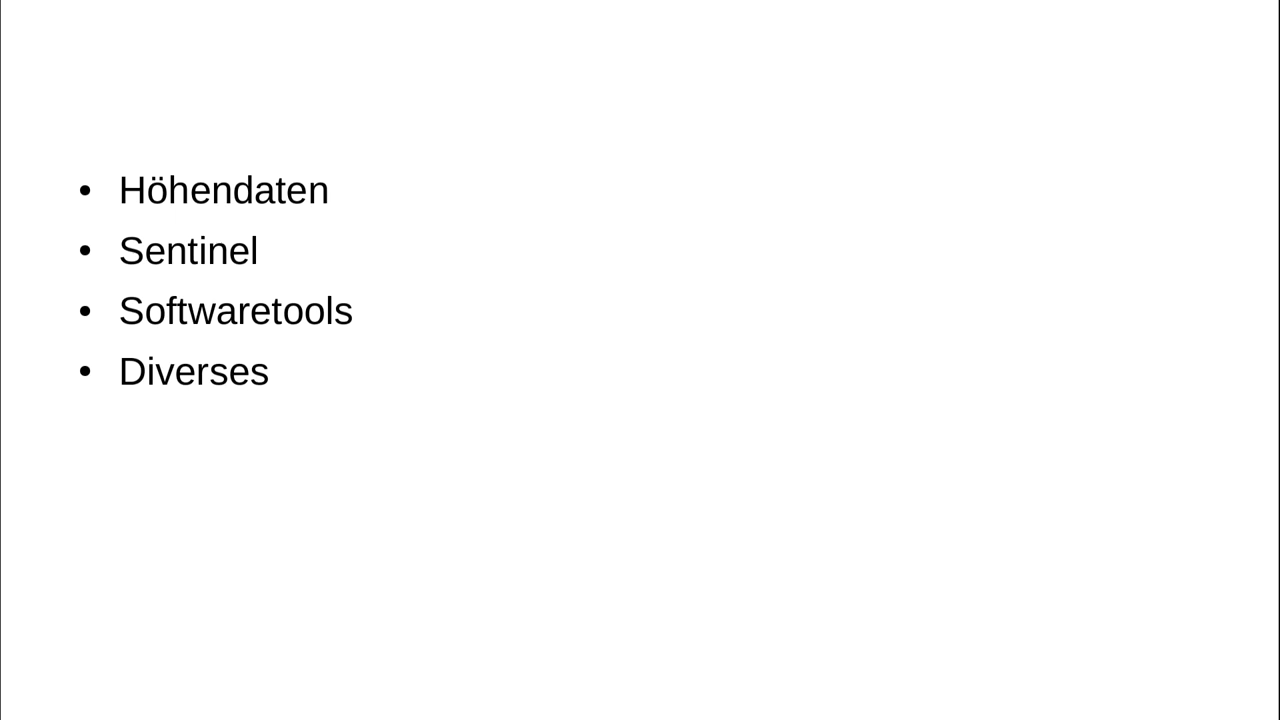 • Höhendaten
• Sentinel
• Softwaretools
• Diverses